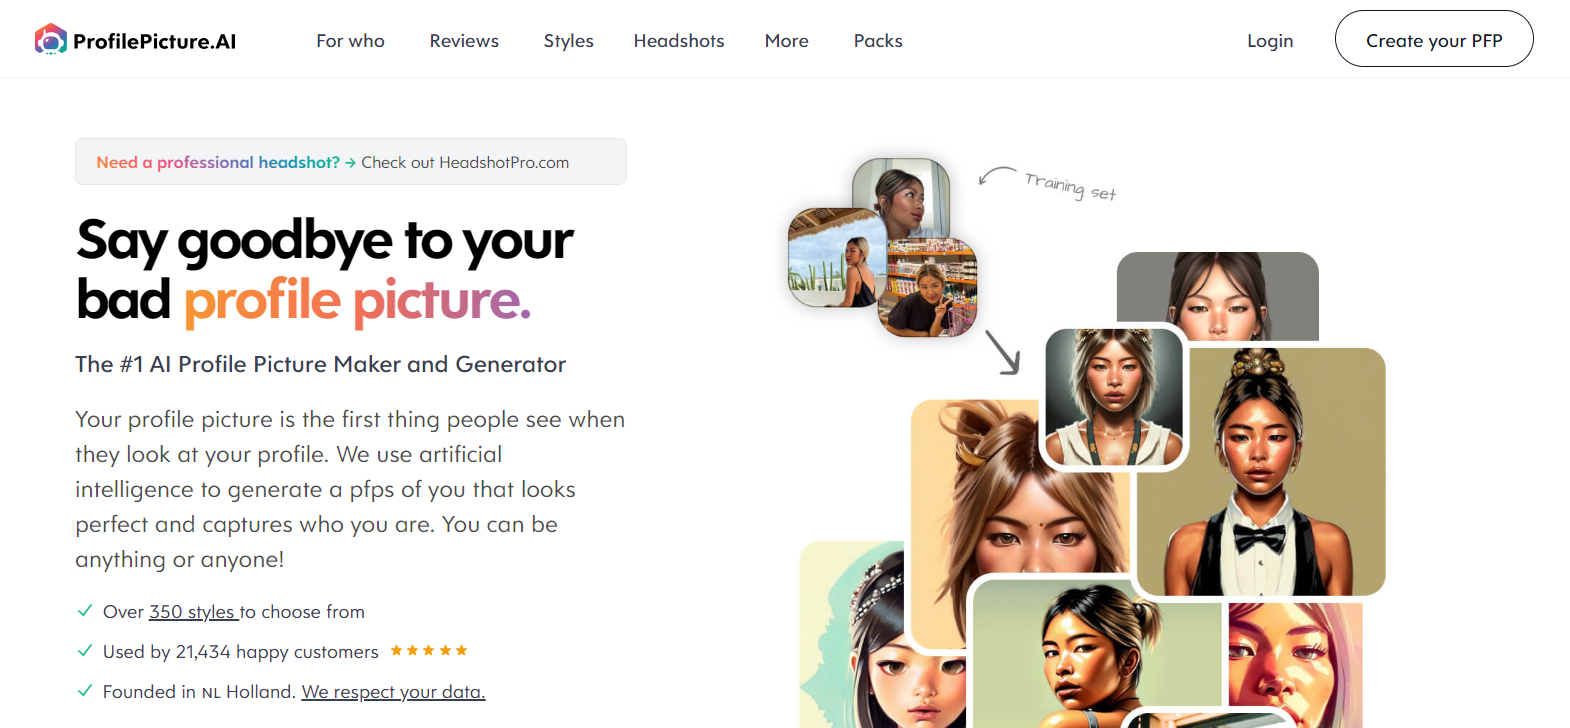 ProfilePicture.AI
For who
Reviews
Styles
Headshots
More
Packs
Login
Create your PFP
Need a professional headshot? → Check out HeadshotPro.com
Say goodbye to your
bad profile picture.
The #1 AI Profile Picture Maker and Generator
Your profile picture is the first thing people see when
they look at your profile. We use artificial
intelligence to generate a pfps of you that looks
perfect and captures who you are. You can be
anything or anyone!
Over 350 styles to choose from
Used by 21,434 happy customers
Founded in NL Holland. We respect your data.
Training set